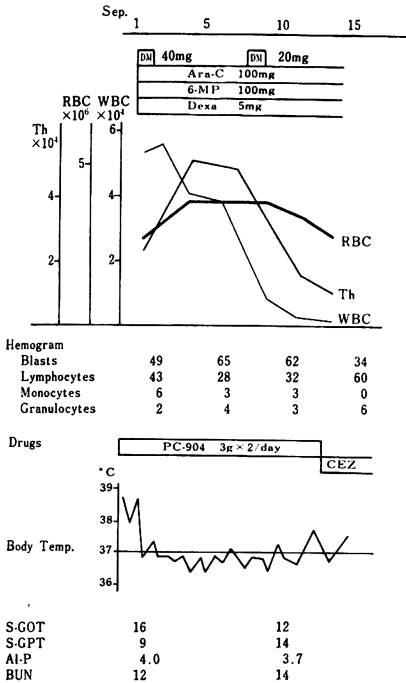 Sep.
1 5 10 15
DM 40mg DM 20mg
Ara-C 100mg
6-MP 100mg
Dexa 5mg
RBC WBC
Th ×10⁶ ×10⁴
×10⁴ 6
5
4 4
2 2
RBC
Th
WBC
Hemogram
Blasts 49 65 62 34
Lymphocytes 43 28 32 60
Monocytes 6 3 3 0
Granulocytes 2 4 3 6
Drugs
PC-904 3g×2/day
CEZ
°C
39
38
Body Temp. 37
36
S-GOT 16 12
S-GPT 9 14
Al-P 4.0 3.7
BUN 12 14